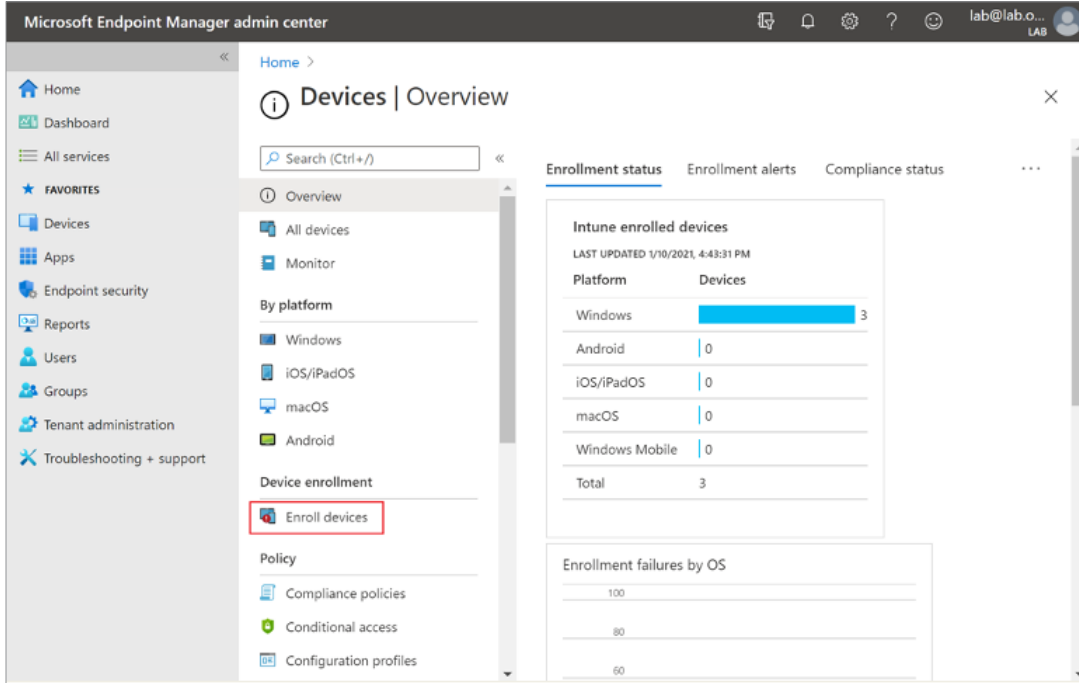 Microsoft Endpoint Manager admin center
lab@lab.o...
LAB
Home >
Home
Dashboard
All services
FAVORITES
Devices
Apps
Endpoint security
Reports
Users
Groups
Tenant administration
Troubleshooting + support
Devices | Overview
Search (Ctrl+/)
Overview
All devices
Monitor
By platform
Windows
iOS/iPadOS
macOS
Android
Device enrollment
Enroll devices
Policy
Compliance policies
Conditional access
Configuration profiles
Enrollment status Enrollment alerts Compliance status ...
Intune enrolled devices
LAST UPDATED 1/10/2021, 4:43:31 PM
Platform Devices
Windows 3
Android 0
iOS/iPadOS 0
macOS 0
Windows Mobile 0
Total 3
Enrollment failures by OS
100
80
60